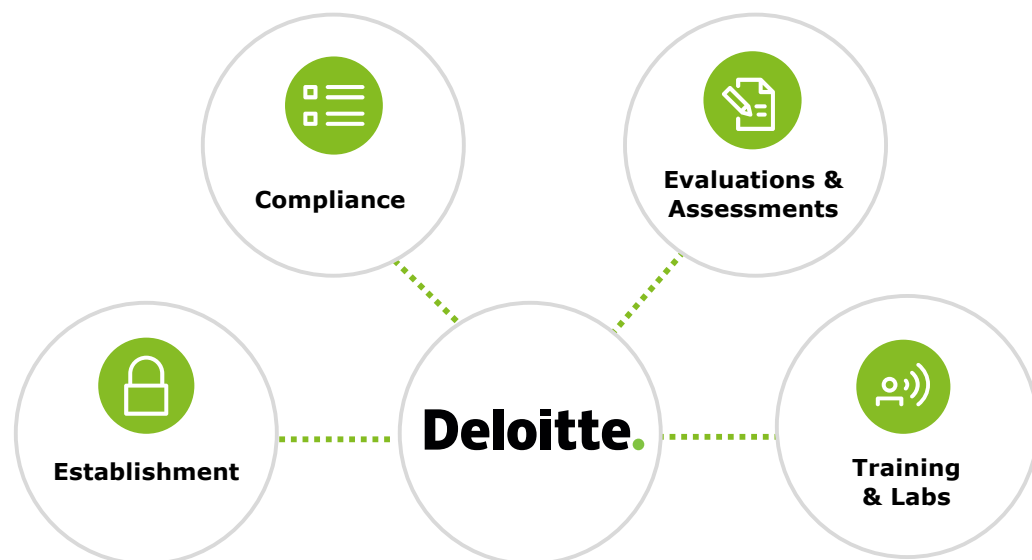 Compliance
Evaluations &
Assessments
Establishment
Deloitte.
Training
& Labs